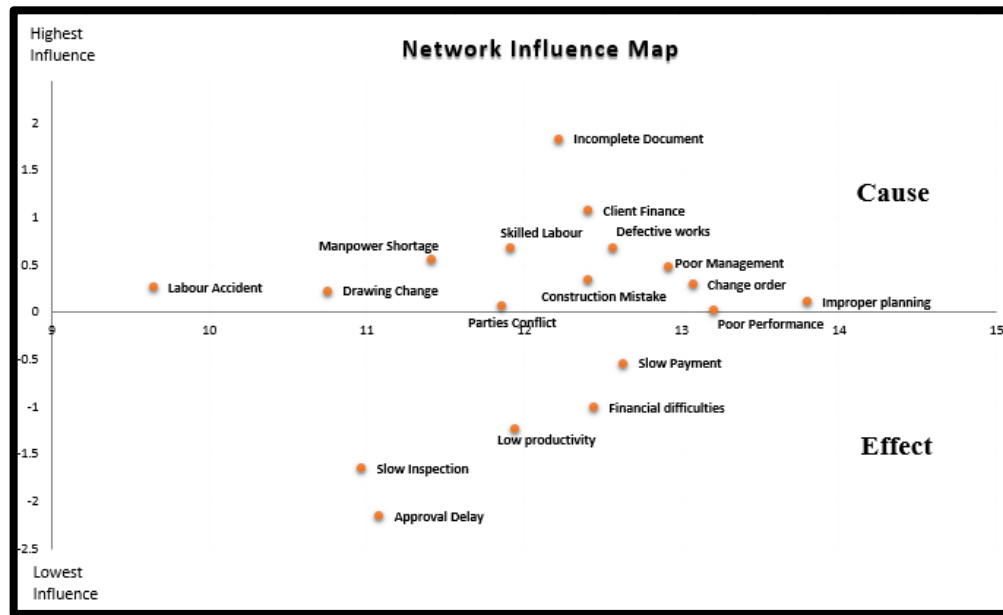 Highest
Influence
Network Influence Map
2
Incomplete Document
1.5
Cause
Client Finance
1
Skilled Labour
Defective works
Manpower Shortage
0.5
Poor Management
Labour Accident
Drawing Change
Construction Mistake
Change order
Improper planning
0
Parties Conflict
Poor Performance
9
10
11
12
13
14
15
-0.5
Slow Payment
-1
Financial difficulties
Low productivity
Effect
-1.5
Slow Inspection
-2
Approval Delay
-2.5
Lowest
Influence